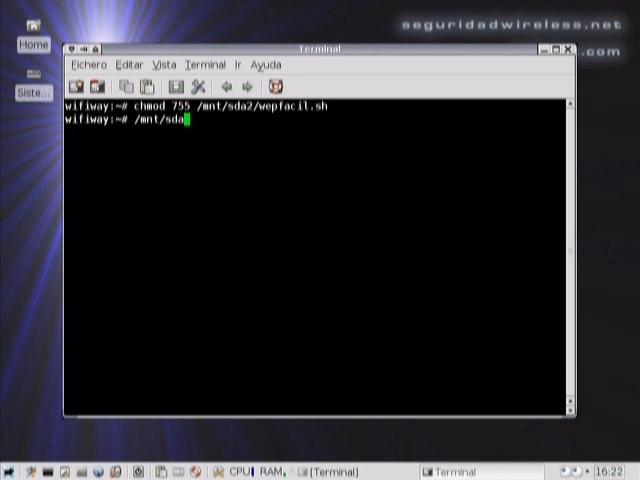 seguridadwireless.net
.com
Home
Siste...
Terminal
Fichero Editar Vista Terminal Ir Ayuda
wifiway:~# chmod 755 /mnt/sda2/wepfacil.sh
wifiway:~# /mnt/sda
CPU RAM [Terminal] Terminal 16:22